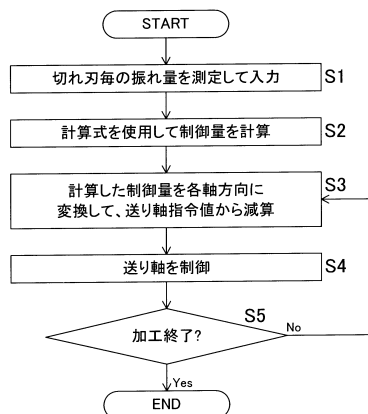 START
切れ刃毎の振れ量を測定して入力 S1
計算式を使用して制御量を計算 S2
計算した制御量を各軸方向に
変換して、送り軸指令値から減算
S3
送り軸を制御 S4
S5
加工終了?
No
Yes
END